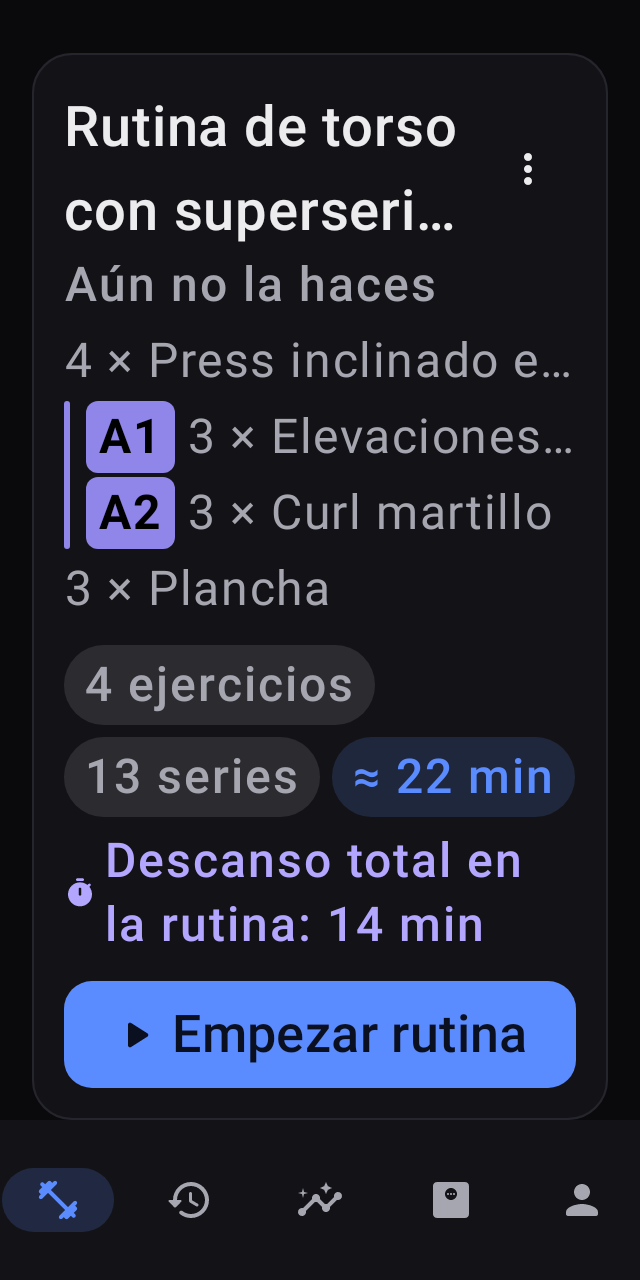 Rutina de torso
con superseri…
Aún no la haces
4 × Press inclinado e…
A1 3 × Elevaciones…
A2 3 × Curl martillo
3 × Plancha
4 ejercicios
13 series ≈ 22 min
Descanso total en
la rutina: 14 min
Empezar rutina